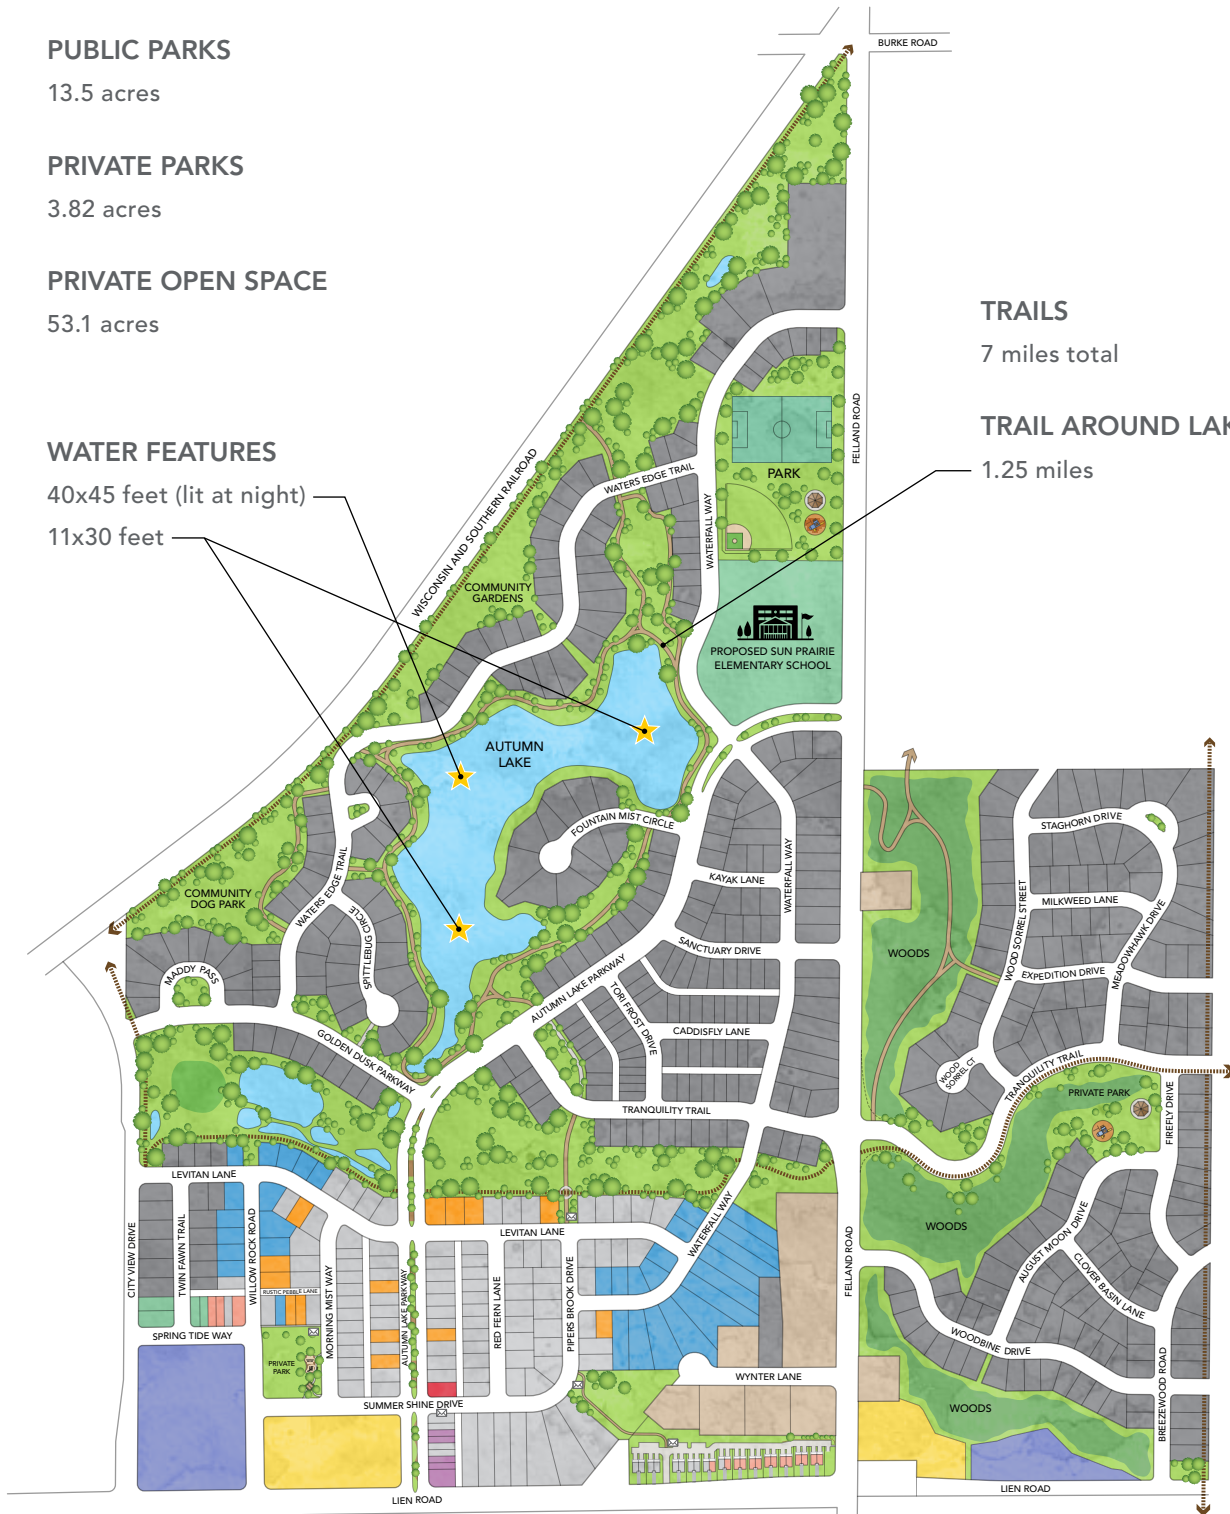 PUBLIC PARKS
13.5 acres
PRIVATE PARKS
3.82 acres
PRIVATE OPEN SPACE
53.1 acres
WATER FEATURES
40x45 feet (lit at night)
11x30 feet
TRAILS
7 miles total
TRAIL AROUND LAK
1.25 miles
BURKE ROAD
FELLAND ROAD
WISCONSIN AND SOUTHERN RAILROAD
WATERS EDGE TRAIL
WATERFALL WAY
PARK
COMMUNITY
GARDENS
PROPOSED SUN PRAIRIE
ELEMENTARY SCHOOL
AUTUMN
LAKE
FOUNTAIN MIST CIRCLE
KAYAK LANE
WATERFALL WAY
SANCTUARY DRIVE
STAGHORN DRIVE
MILKWEED LANE
WOOD SORREL STREET
MEADOWHAWK DRIVE
EXPEDITION DRIVE
WOODS
COMMUNITY
DOG PARK
WATERS EDGE TRAIL
SPITTLEBUG CIRCLE
MADDY PASS
AUTUMN LAKE PARKWAY
TORI FROST DRIVE
CADDISFLY LANE
GOLDEN DUSK PARKWAY
TRANQUILITY TRAIL
WOOD
SORREL CT
TRANQUILITY TRAIL
PRIVATE PARK
FIREFLY DRIVE
LEVITAN LANE
CITY VIEW DRIVE
TWIN FAWN TRAIL
WILLOW ROCK ROAD
RUSTIC PEBBLE LANE
MORNING MIST WAY
AUTUMN LAKE PARKWAY
LEVITAN LANE
RED FERN LANE
PIPERS BROOK DRIVE
WATERFALL WAY
FELLAND ROAD
WOODS
AUGUST MOON DRIVE
CLOVER BASIN LANE
WOODBINE DRIVE
BREEZEWOOD ROAD
SPRING TIDE WAY
PRIVATE
PARK
SUMMER SHINE DRIVE
WYNTER LANE
WOODS
LIEN ROAD
LIEN ROAD